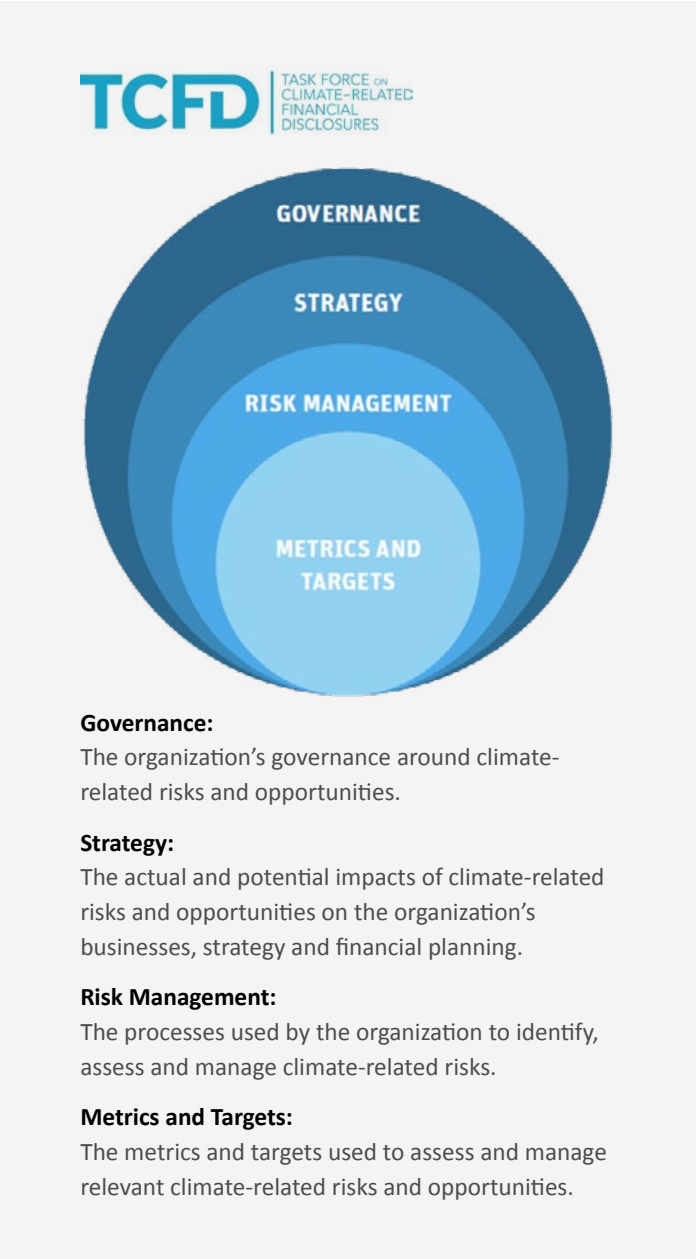 TCFD
TASK FORCE ON
CLIMATE-RELATED
FINANCIAL
DISCLOSURES
GOVERNANCE
STRATEGY
RISK MANAGEMENT
METRICS AND
TARGETS
Governance:
The organization’s governance around climate-
related risks and opportunities.
Strategy:
The actual and potential impacts of climate-related
risks and opportunities on the organization’s
businesses, strategy and financial planning.
Risk Management:
The processes used by the organization to identify,
assess and manage climate-related risks.
Metrics and Targets:
The metrics and targets used to assess and manage
relevant climate-related risks and opportunities.